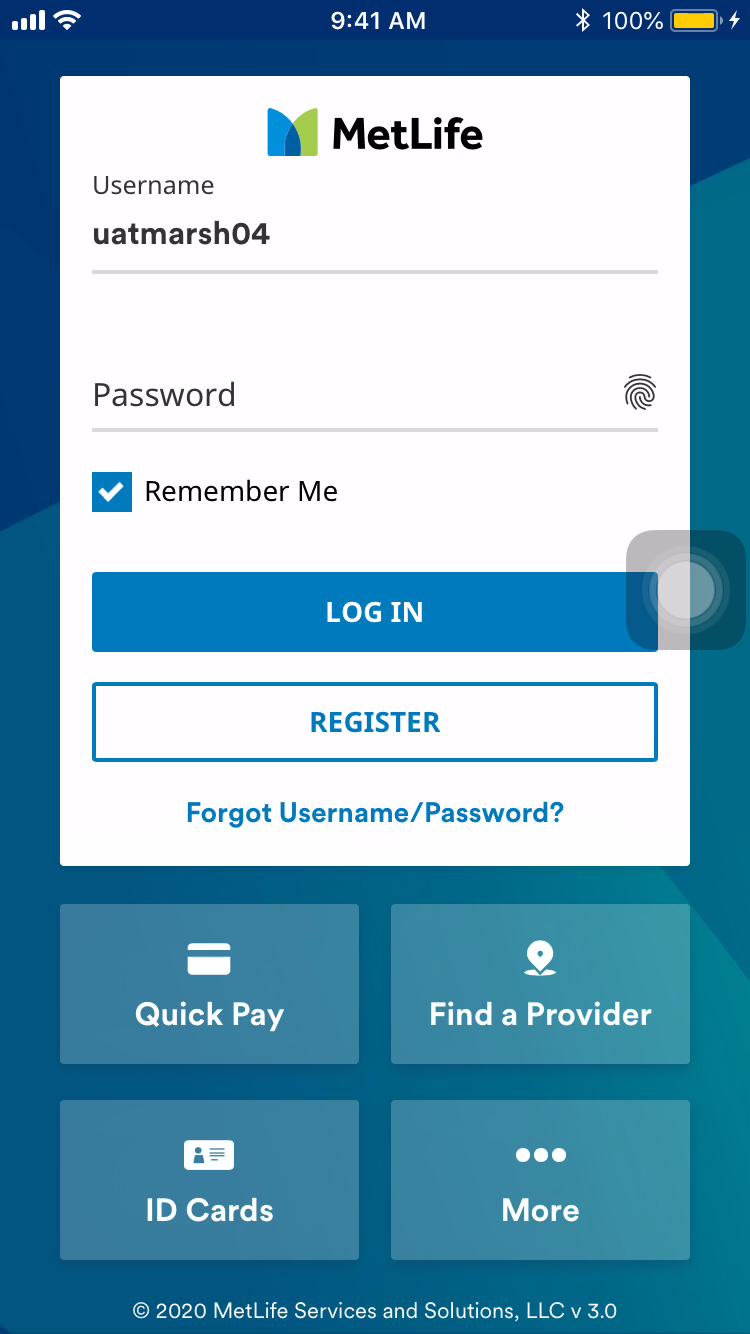 9:41 AM
100%
MetLife
Username
uatmarsh04
Password
Remember Me
LOG IN
REGISTER
Forgot Username/Password?
Quick Pay
Find a Provider
ID Cards
More
© 2020 MetLife Services and Solutions, LLC v 3.0